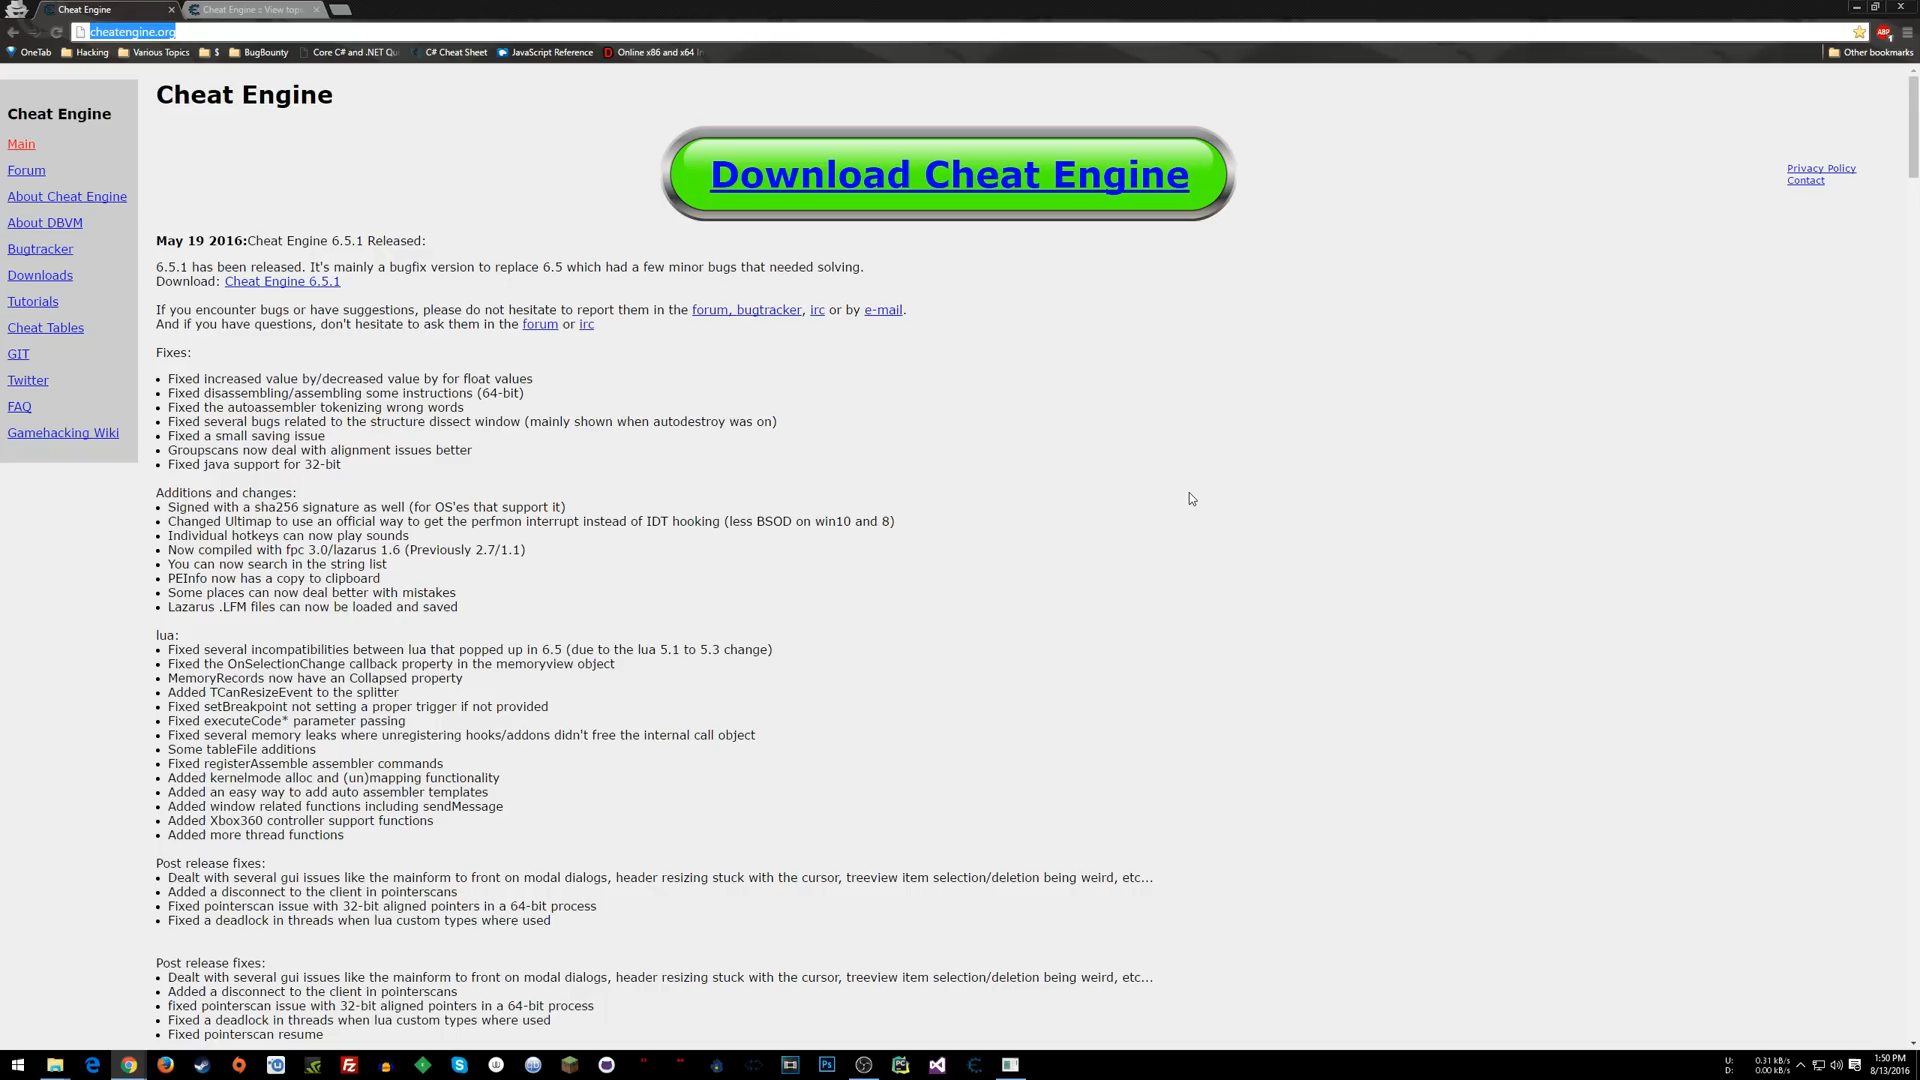 Cheat Engine
Cheat Engine :: View top
cheatengine.org
OneTab
Hacking
Various Topics
$
BugBounty
Core C# and .NET Qu
C# Cheat Sheet
JavaScript Reference
Online x86 and x64 In
Other bookmarks
Cheat Engine
Main
Forum
About Cheat Engine
About DBVM
Bugtracker
Downloads
Tutorials
Cheat Tables
GIT
Twitter
FAQ
Gamehacking Wiki
Cheat Engine
Download Cheat Engine
Privacy Policy
Contact
May 19 2016:Cheat Engine 6.5.1 Released:
6.5.1 has been released. It's mainly a bugfix version to replace 6.5 which had a few minor bugs that needed solving.
Download: Cheat Engine 6.5.1
If you encounter bugs or have suggestions, please do not hesitate to report them in the forum, bugtracker, irc or by e-mail.
And if you have questions, don't hesitate to ask them in the forum or irc
Fixes:
• Fixed increased value by/decreased value by for float values
• Fixed disassembling/assembling some instructions (64-bit)
• Fixed the autoassembler tokenizing wrong words
• Fixed several bugs related to the structure dissect window (mainly shown when autodestroy was on)
• Fixed a small saving issue
• Groupscans now deal with alignment issues better
• Fixed java support for 32-bit
Additions and changes:
• Signed with a sha256 signature as well (for OS'es that support it)
• Changed Ultimap to use an official way to get the perfmon interrupt instead of IDT hooking (less BSOD on win10 and 8)
• Individual hotkeys can now play sounds
• Now compiled with fpc 3.0/lazarus 1.6 (Previously 2.7/1.1)
• You can now search in the string list
• PEInfo now has a copy to clipboard
• Some places can now deal better with mistakes
• Lazarus .LFM files can now be loaded and saved
lua:
• Fixed several incompatibilities between lua that popped up in 6.5 (due to the lua 5.1 to 5.3 change)
• Fixed the OnSelectionChange callback property in the memoryview object
• MemoryRecords now have an Collapsed property
• Added TCanResizeEvent to the splitter
• Fixed setBreakpoint not setting a proper trigger if not provided
• Fixed executeCode* parameter passing
• Fixed several memory leaks where unregistering hooks/addons didn't free the internal call object
• Some tableFile additions
• Fixed registerAssemble assembler commands
• Added kernelmode alloc and (un)mapping functionality
• Added an easy way to add auto assembler templates
• Added window related functions including sendMessage
• Added Xbox360 controller support functions
• Added more thread functions
Post release fixes:
• Dealt with several gui issues like the mainform to front on modal dialogs, header resizing stuck with the cursor, treeview item selection/deletion being weird, etc...
• Added a disconnect to the client in pointerscans
• Fixed pointerscan issue with 32-bit aligned pointers in a 64-bit process
• Fixed a deadlock in threads when lua custom types where used
Post release fixes:
• Dealt with several gui issues like the mainform to front on modal dialogs, header resizing stuck with the cursor, treeview item selection/deletion being weird, etc...
• Added a disconnect to the client in pointerscans
• fixed pointerscan issue with 32-bit aligned pointers in a 64-bit process
• Fixed a deadlock in threads when lua custom types where used
• Fixed pointerscan resume
U: 0.31 kB/s
D: 0.00 kB/s
1:50 PM
8/13/2016